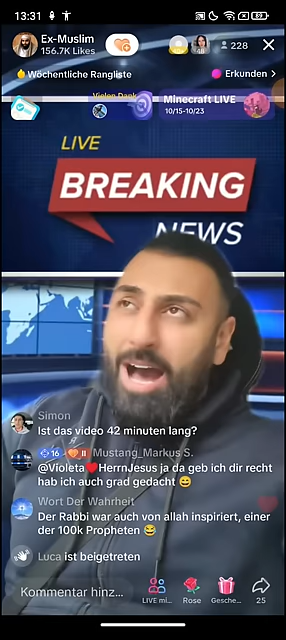 13:31
89
Ex-Muslim
156.7K Likes
48
228
Wöchentliche Rangliste
Erkunden >
Vielen Dank
Minecraft LIVE
10/15-10/23
LIVE
BREAKING
NEWS
Simon
Ist das video 42 minuten lang?
16
II
Mustang_Markus S.
@Violeta❤️HerrnJesus ja da geb ich dir recht
hab ich auch grad gedacht 😄
Wort Der Wahrheit
Der Rabbi war auch von allah inspiriert, einer
der 100k Propheten 😂
Luca ist beigetreten
Kommentar hinz...
LIVE mi...
Rose
Gesche...
25